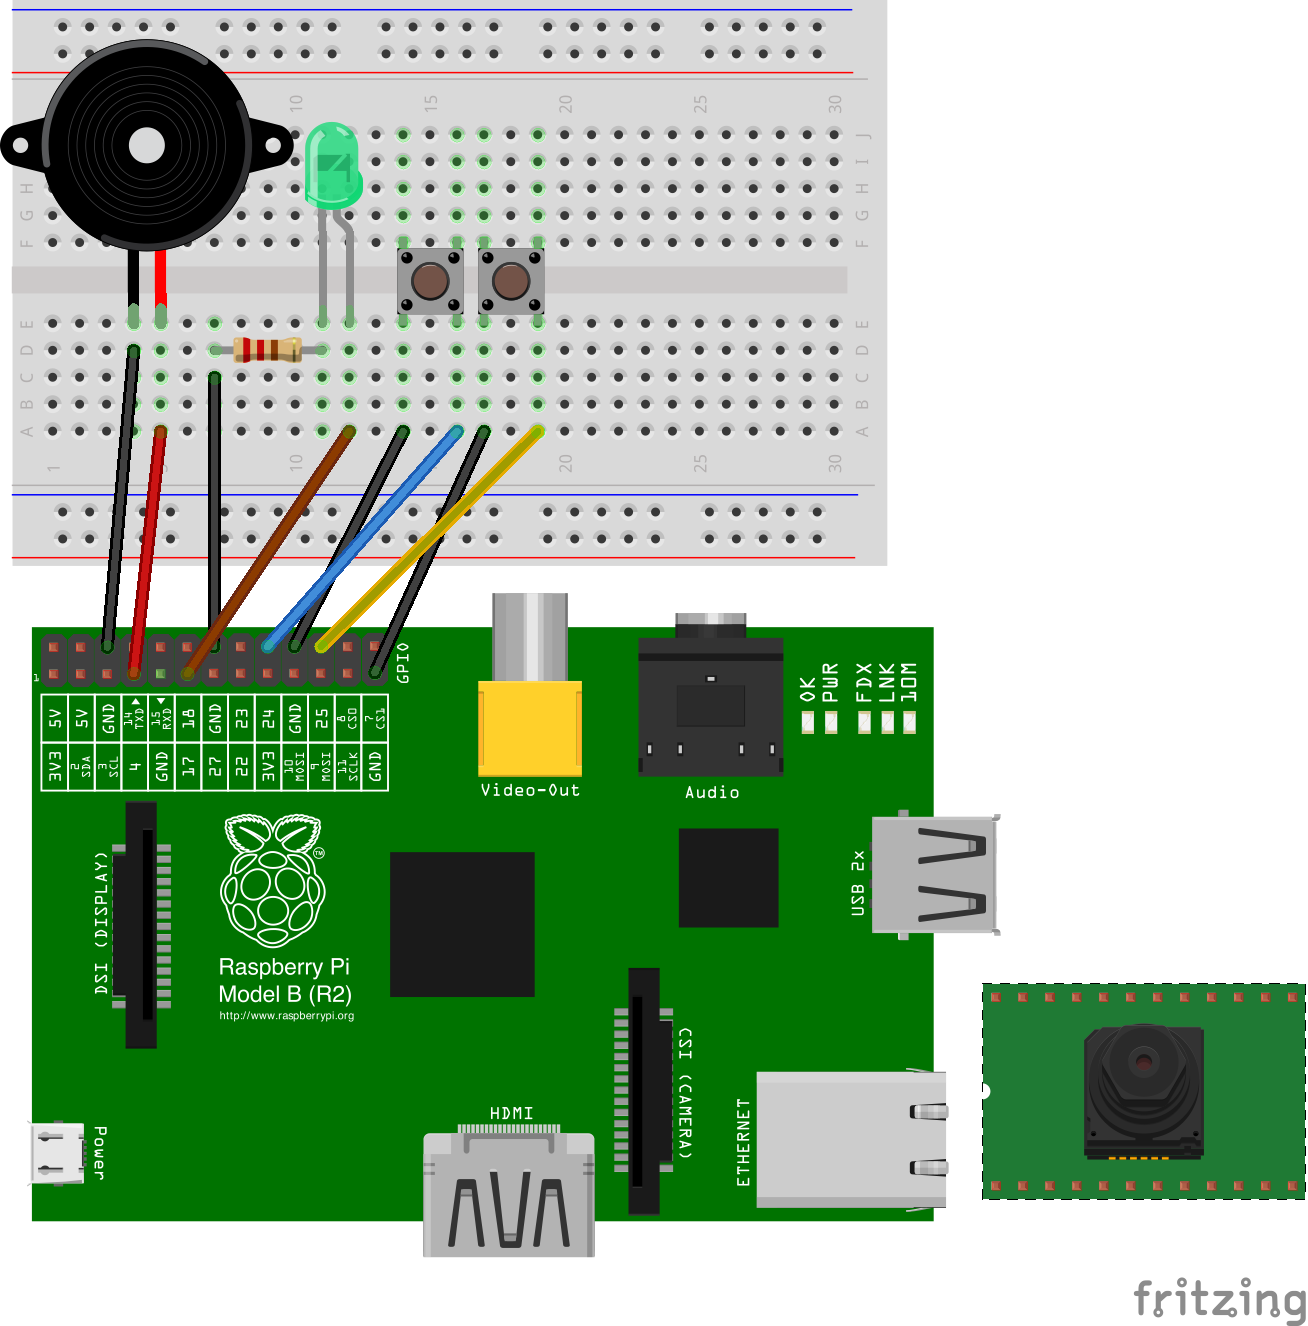 10 15 20 25 30
J
I
H H
G G
F F
E E
D D
C C
B B
A A
1 10 15 20 25 30
GPIO
1
5V 5V GND 14 TXD 15 RXD 18 GND 23 24 GND 25 8 CS0 7 CS1
3V3 2 SDA 3 SCL 4 GND 17 27 22 3V3 10 MOSI 9 MOSI 11 SCLK GND
OK PWR FDX LNK 10M
Video-Out
Audio
DSI (DISPLAY)
TM
Raspberry Pi
Model B (R2)
http://www.raspberrypi.org
USB 2x
CSI (CAMERA)
ETHERNET
HDMI
Power
fritzing